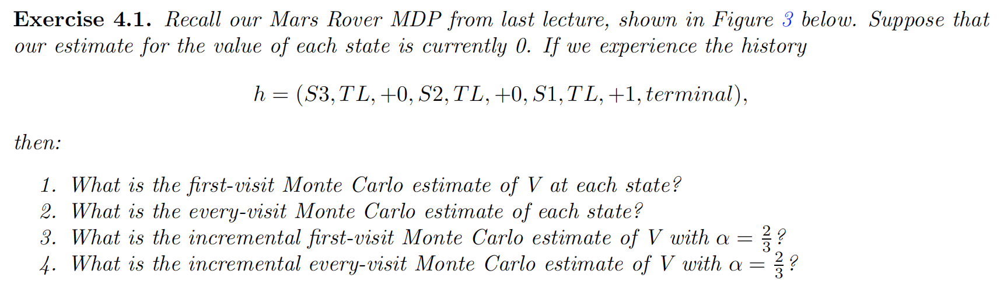 Exercise 4.1. Recall our Mars Rover MDP from last lecture, shown in Figure 3 below. Suppose that
our estimate for the value of each state is currently 0. If we experience the history
h = (S3, TL, +0, S2, TL, +0, S1, TL, +1, terminal),
then:
1. What is the first-visit Monte Carlo estimate of V at each state?
2. What is the every-visit Monte Carlo estimate of each state?
3. What is the incremental first-visit Monte Carlo estimate of V with α = 2/3?
4. What is the incremental every-visit Monte Carlo estimate of V with α = 2/3?